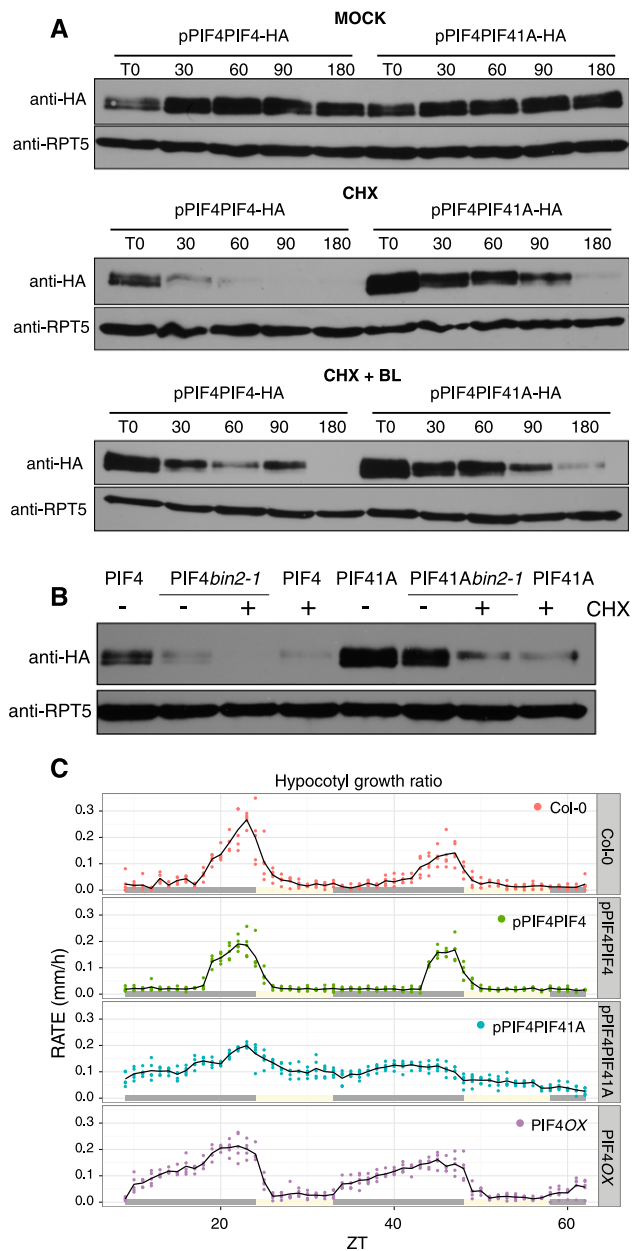 A
MOCK
pPIF4PIF4-HA pPIF4PIF41A-HA
T0 30 60 90 180 T0 30 60 90 180
anti-HA
anti-RPT5
CHX
pPIF4PIF4-HA pPIF4PIF41A-HA
T0 30 60 90 180 T0 30 60 90 180
anti-HA
anti-RPT5
CHX + BL
pPIF4PIF4-HA pPIF4PIF41A-HA
T0 30 60 90 180 T0 30 60 90 180
anti-HA
anti-RPT5
B
PIF4 PIF4bin2-1 PIF4 PIF41A PIF41Abin2-1 PIF41A
- - + + - - + + CHX
anti-HA
anti-RPT5
C
Hypocotyl growth ratio
0.3
0.2
0.1
0.0
Col-0
Col-0
0.3
0.2
0.1
0.0
pPIF4PIF4
pPIF4PIF4
0.3
0.2
0.1
0.0
pPIF4PIF41A
pPIF4PIF41A
0.3
0.2
0.1
0.0
PIF4OX
PIF4OX
RATE (mm/h)
20 40 60
ZT